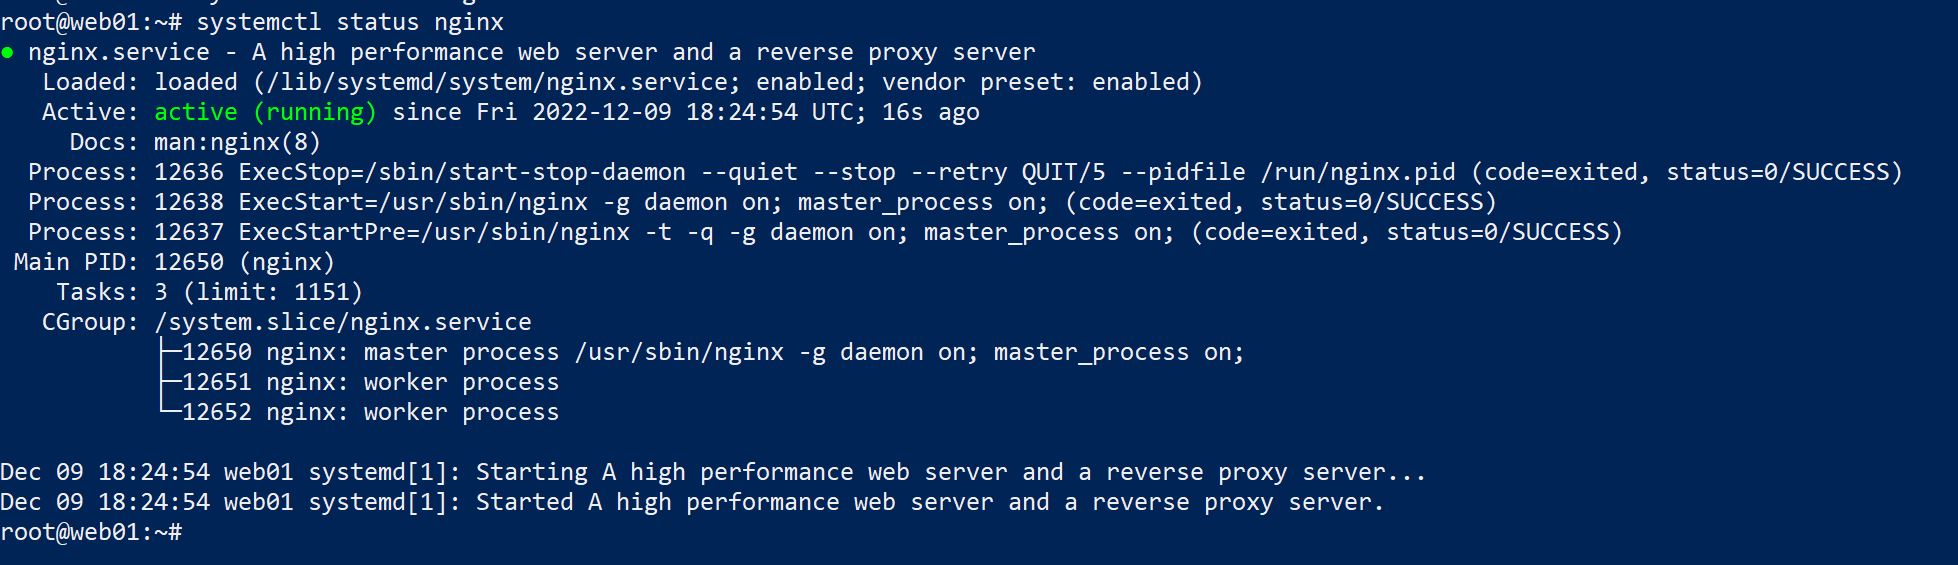 root@web01:~# systemctl status nginx
● nginx.service - A high performance web server and a reverse proxy server
   Loaded: loaded (/lib/systemd/system/nginx.service; enabled; vendor preset: enabled)
   Active: active (running) since Fri 2022-12-09 18:24:54 UTC; 16s ago
     Docs: man:nginx(8)
  Process: 12636 ExecStop=/sbin/start-stop-daemon --quiet --stop --retry QUIT/5 --pidfile /run/nginx.pid (code=exited, status=0/SUCCESS)
  Process: 12638 ExecStart=/usr/sbin/nginx -g daemon on; master_process on; (code=exited, status=0/SUCCESS)
  Process: 12637 ExecStartPre=/usr/sbin/nginx -t -q -g daemon on; master_process on; (code=exited, status=0/SUCCESS)
 Main PID: 12650 (nginx)
    Tasks: 3 (limit: 1151)
   CGroup: /system.slice/nginx.service
           ├─12650 nginx: master process /usr/sbin/nginx -g daemon on; master_process on;
           ├─12651 nginx: worker process
           └─12652 nginx: worker process

Dec 09 18:24:54 web01 systemd[1]: Starting A high performance web server and a reverse proxy server...
Dec 09 18:24:54 web01 systemd[1]: Started A high performance web server and a reverse proxy server.
root@web01:~#